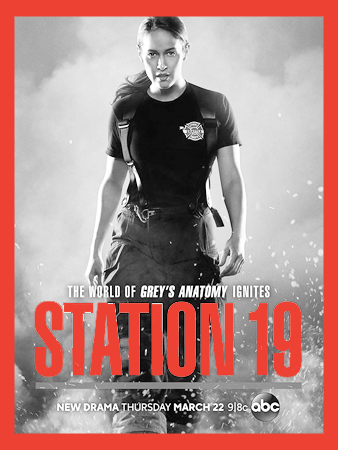 THE WORLD OF GREY'S ANATOMY IGNITES
STATION 19
NEW DRAMA THURSDAY MARCH 22 9|8c abc